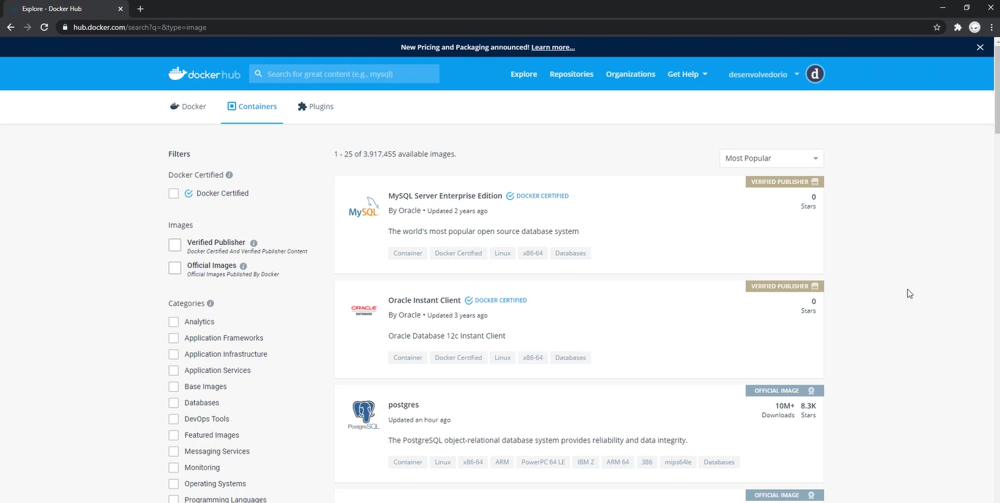 Explore - Docker Hub
hub.docker.com/search?q=&type=image
New Pricing and Packaging announced! Learn more...
docker hub
Search for great content (e.g., mysql)
Explore
Repositories
Organizations
Get Help
desenvolvedorio
d
Docker
Containers
Plugins
Filters
Docker Certified
Docker Certified
Images
Verified Publisher
Docker Certified And Verified Publisher Content
Official Images
Official Images Published By Docker
Categories
Analytics
Application Frameworks
Application Infrastructure
Application Services
Base Images
Databases
DevOps Tools
Featured Images
Messaging Services
Monitoring
Operating Systems
Programming Languages
1 - 25 of 3,917,455 available images.
Most Popular
VERIFIED PUBLISHER
MySQL
MySQL Server Enterprise Edition DOCKER CERTIFIED
0
Stars
By Oracle • Updated 2 years ago
The world's most popular open source database system
Container Docker Certified Linux x86-64 Databases
VERIFIED PUBLISHER
ORACLE
DATABASE
Oracle Instant Client DOCKER CERTIFIED
0
Stars
By Oracle • Updated 3 years ago
Oracle Database 12c Instant Client
Container Docker Certified Linux x86-64 Databases
OFFICIAL IMAGE
PostgreSQL
postgres
10M+ 8.3K
Downloads Stars
Updated an hour ago
The PostgreSQL object-relational database system provides reliability and data integrity.
Container Linux x86-64 ARM PowerPC 64 LE IBM Z ARM 64 386 mips64le Databases
OFFICIAL IMAGE